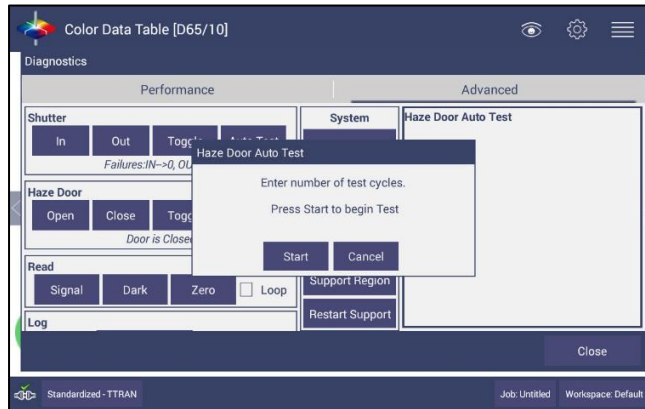 Color Data Table [D65/10]
Diagnostics
Performance
Advanced
Shutter
In
Out
Failures:IN-->0,
Haze Door
Open
Close
Door is Closed
Read
Signal
Dark
Zero
Loop
Log
System
Support Region
Restart Support
Haze Door Auto Test
Haze Door Auto Test
Enter number of test cycles.
Press Start to begin Test
Start
Cancel
Close
Standardized - TTRAN
Job: Untitled
Workspace: Default